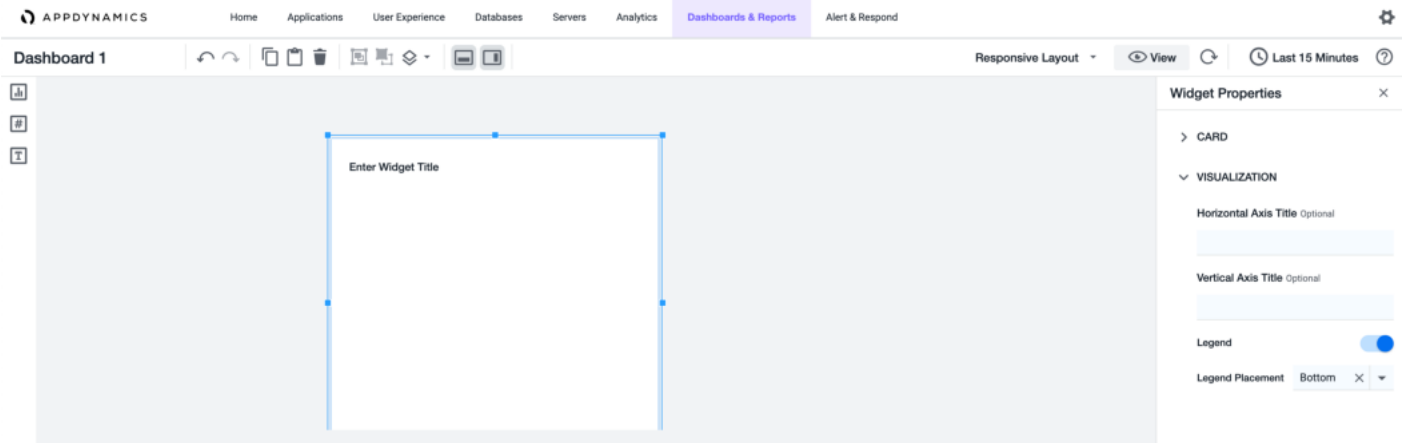 APPDYNAMICS Home Applications User Experience Databases Servers Analytics Dashboards & Reports Alert & Respond
Dashboard 1 Responsive Layout View Last 15 Minutes
Widget Properties
CARD
Enter Widget Title
VISUALIZATION
Horizontal Axis Title Optional
Vertical Axis Title Optional
Legend
Legend Placement Bottom